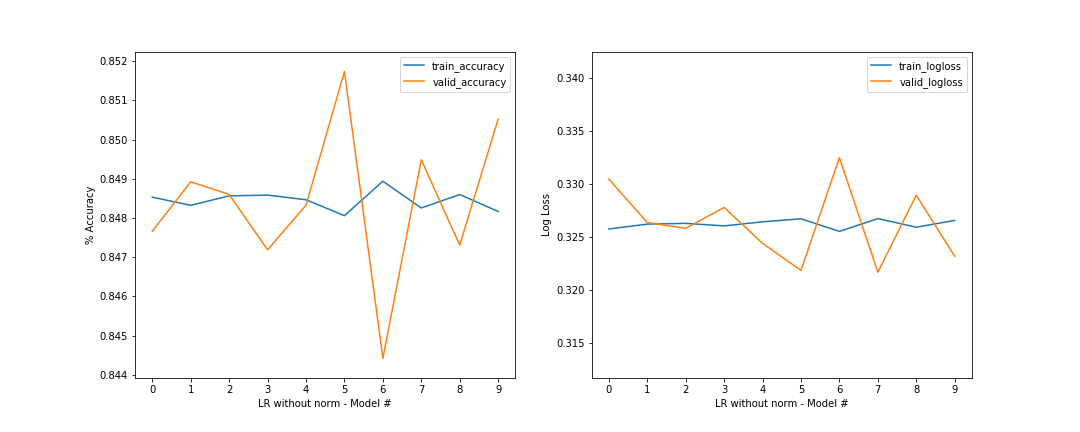 0.852
0.851
0.850
0.849
0.848
0.847
0.846
0.845
0.844
% Accuracy
0 1 2 3 4 5 6 7 8 9
LR without norm - Model #
train_accuracy
valid_accuracy
0.340
0.335
0.330
0.325
0.320
0.315
Log Loss
0 1 2 3 4 5 6 7 8 9
LR without norm - Model #
train_logloss
valid_logloss